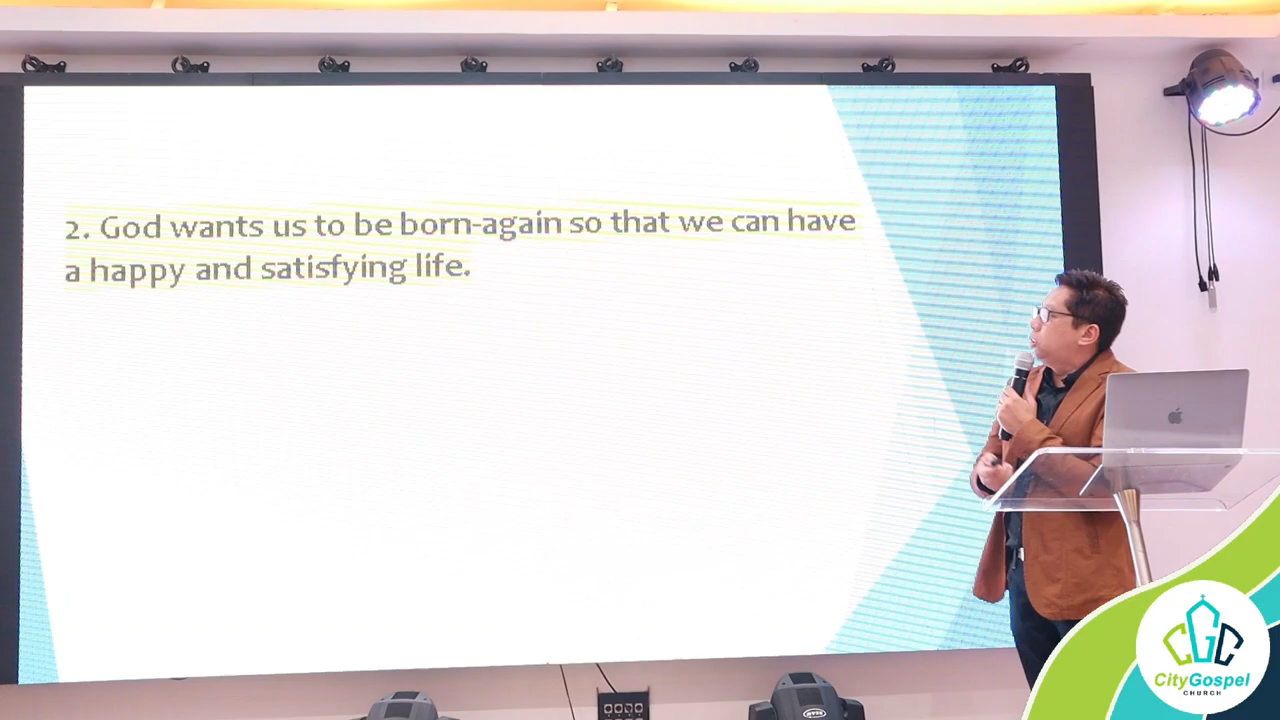 2. God wants us to be born-again so that we can have
a happy and satisfying life.
CGC
CityGospel
CHURCH